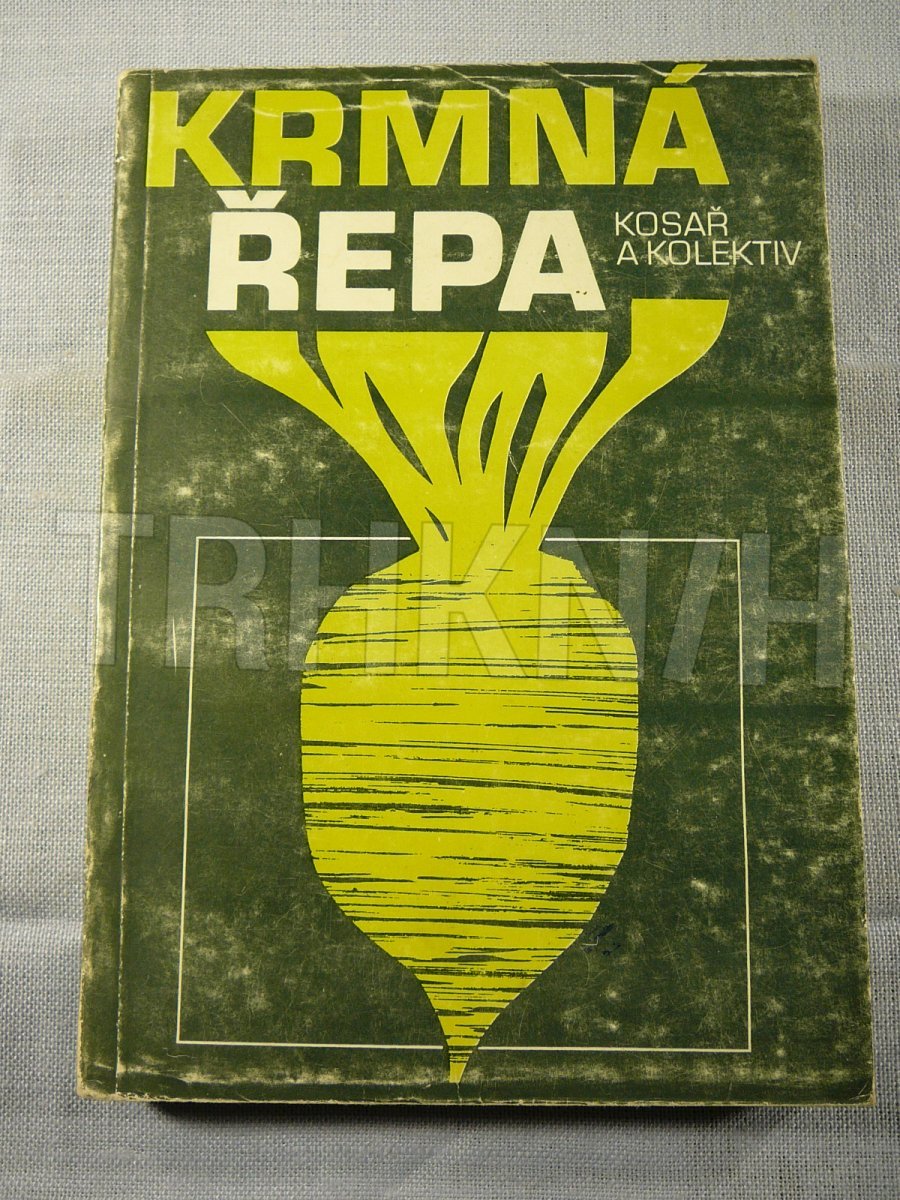 KRMNÁ
ŘEPA
KOSAŘ
A KOLEKTIV
TRHKNIH